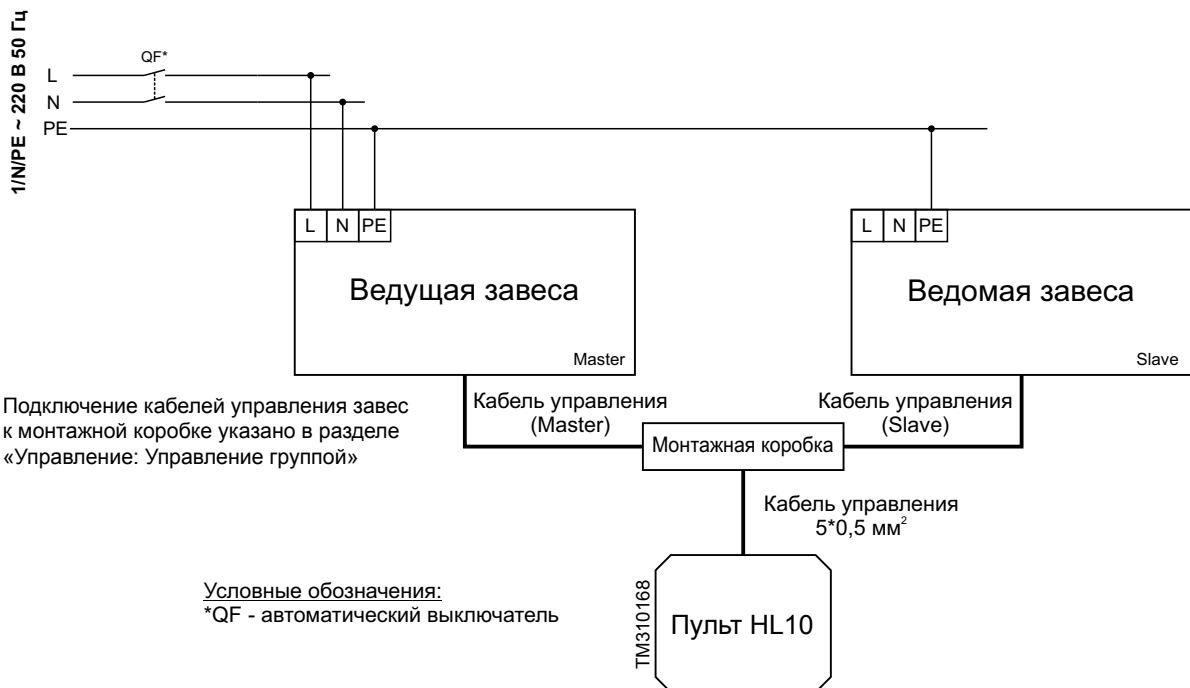 1/N/PE ~ 220 В 50 Гц
QF*
L
N
PE
L N PE
Ведущая завеса
Master
L N PE
Ведомая завеса
Slave
Подключение кабелей управления завес
к монтажной коробке указано в разделе
«Управление: Управление группой»
Кабель управления
(Master)
Кабель управления
(Slave)
Монтажная коробка
Кабель управления
5*0,5 мм²
Условные обозначения:
*QF - автоматический выключатель
TM310168
Пульт HL10